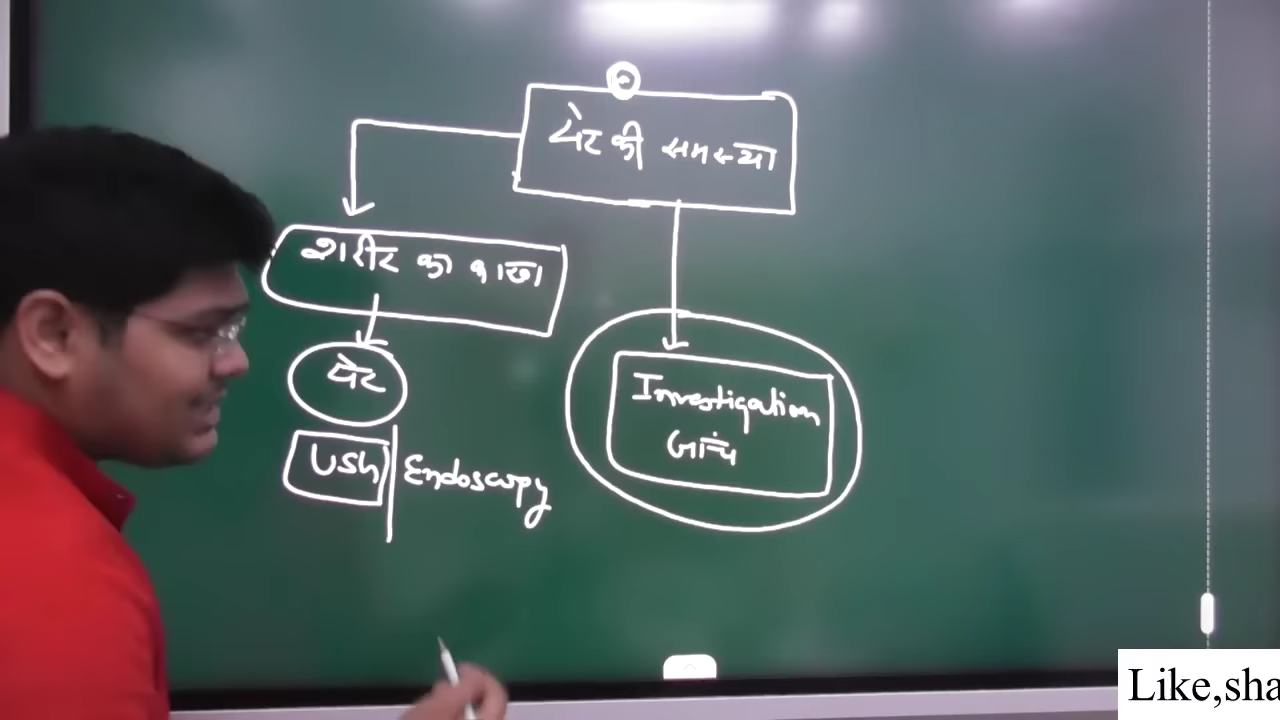 पेट की समस्या
शरीर का
पेट
USG
Endoscopy
Investigation
जाँच
Like,sha